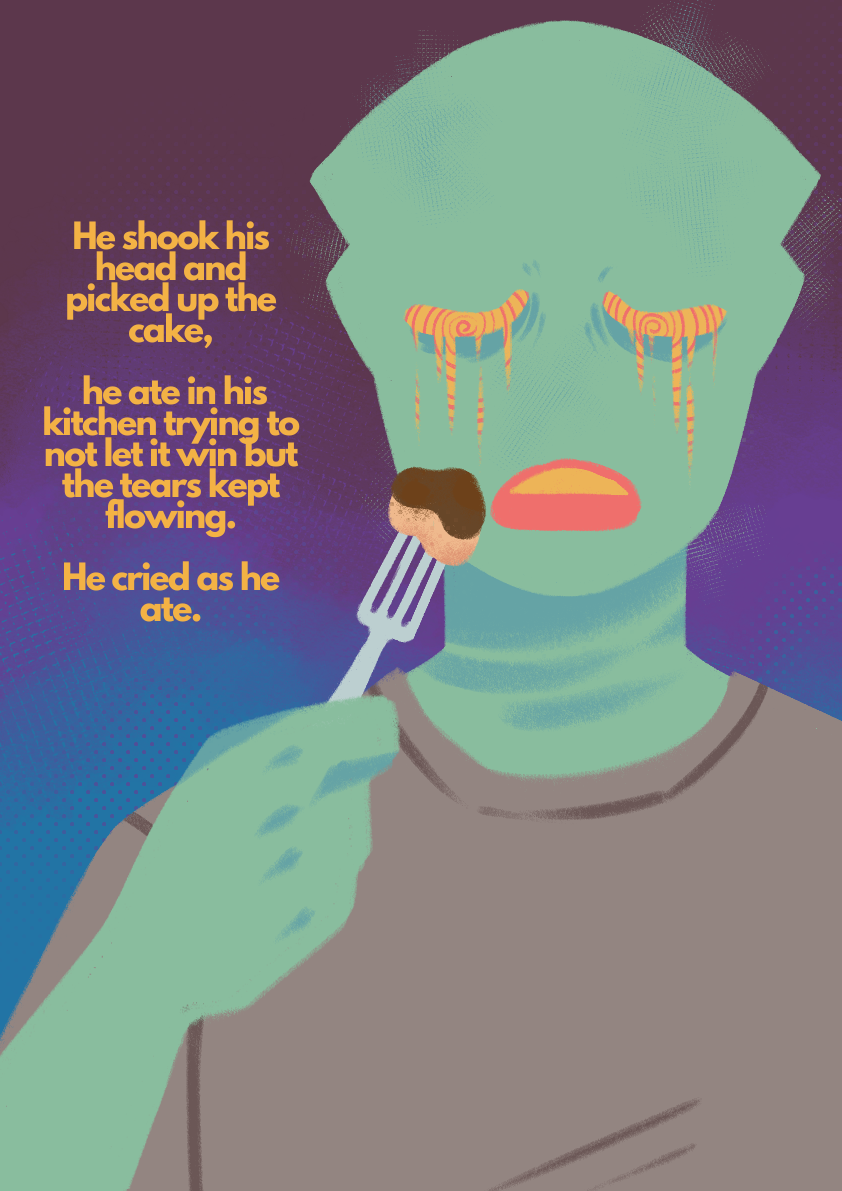 He shook his
head and
picked up the
cake,
he ate in his
kitchen trying to
not let it win but
the tears kept
flowing.
He cried as he
ate.